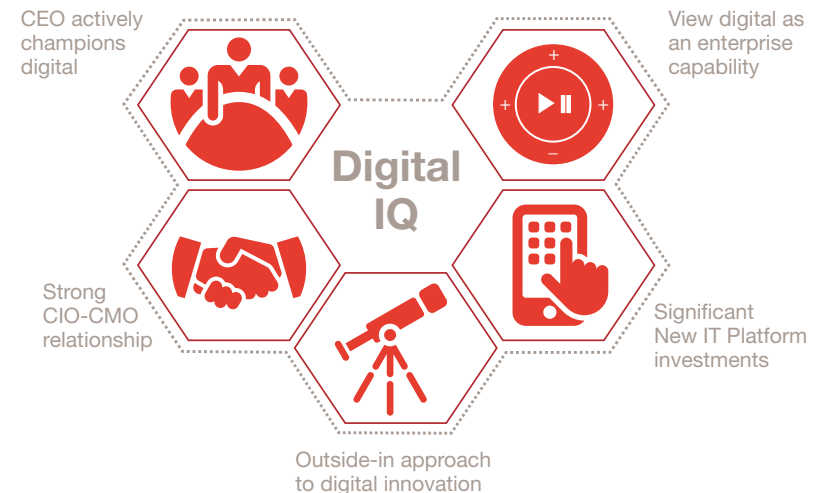 CEO actively
champions
digital
View digital as
an enterprise
capability
Digital
IQ
Strong
CIO-CMO
relationship
Significant
New IT Platform
investments
Outside-in approach
to digital innovation